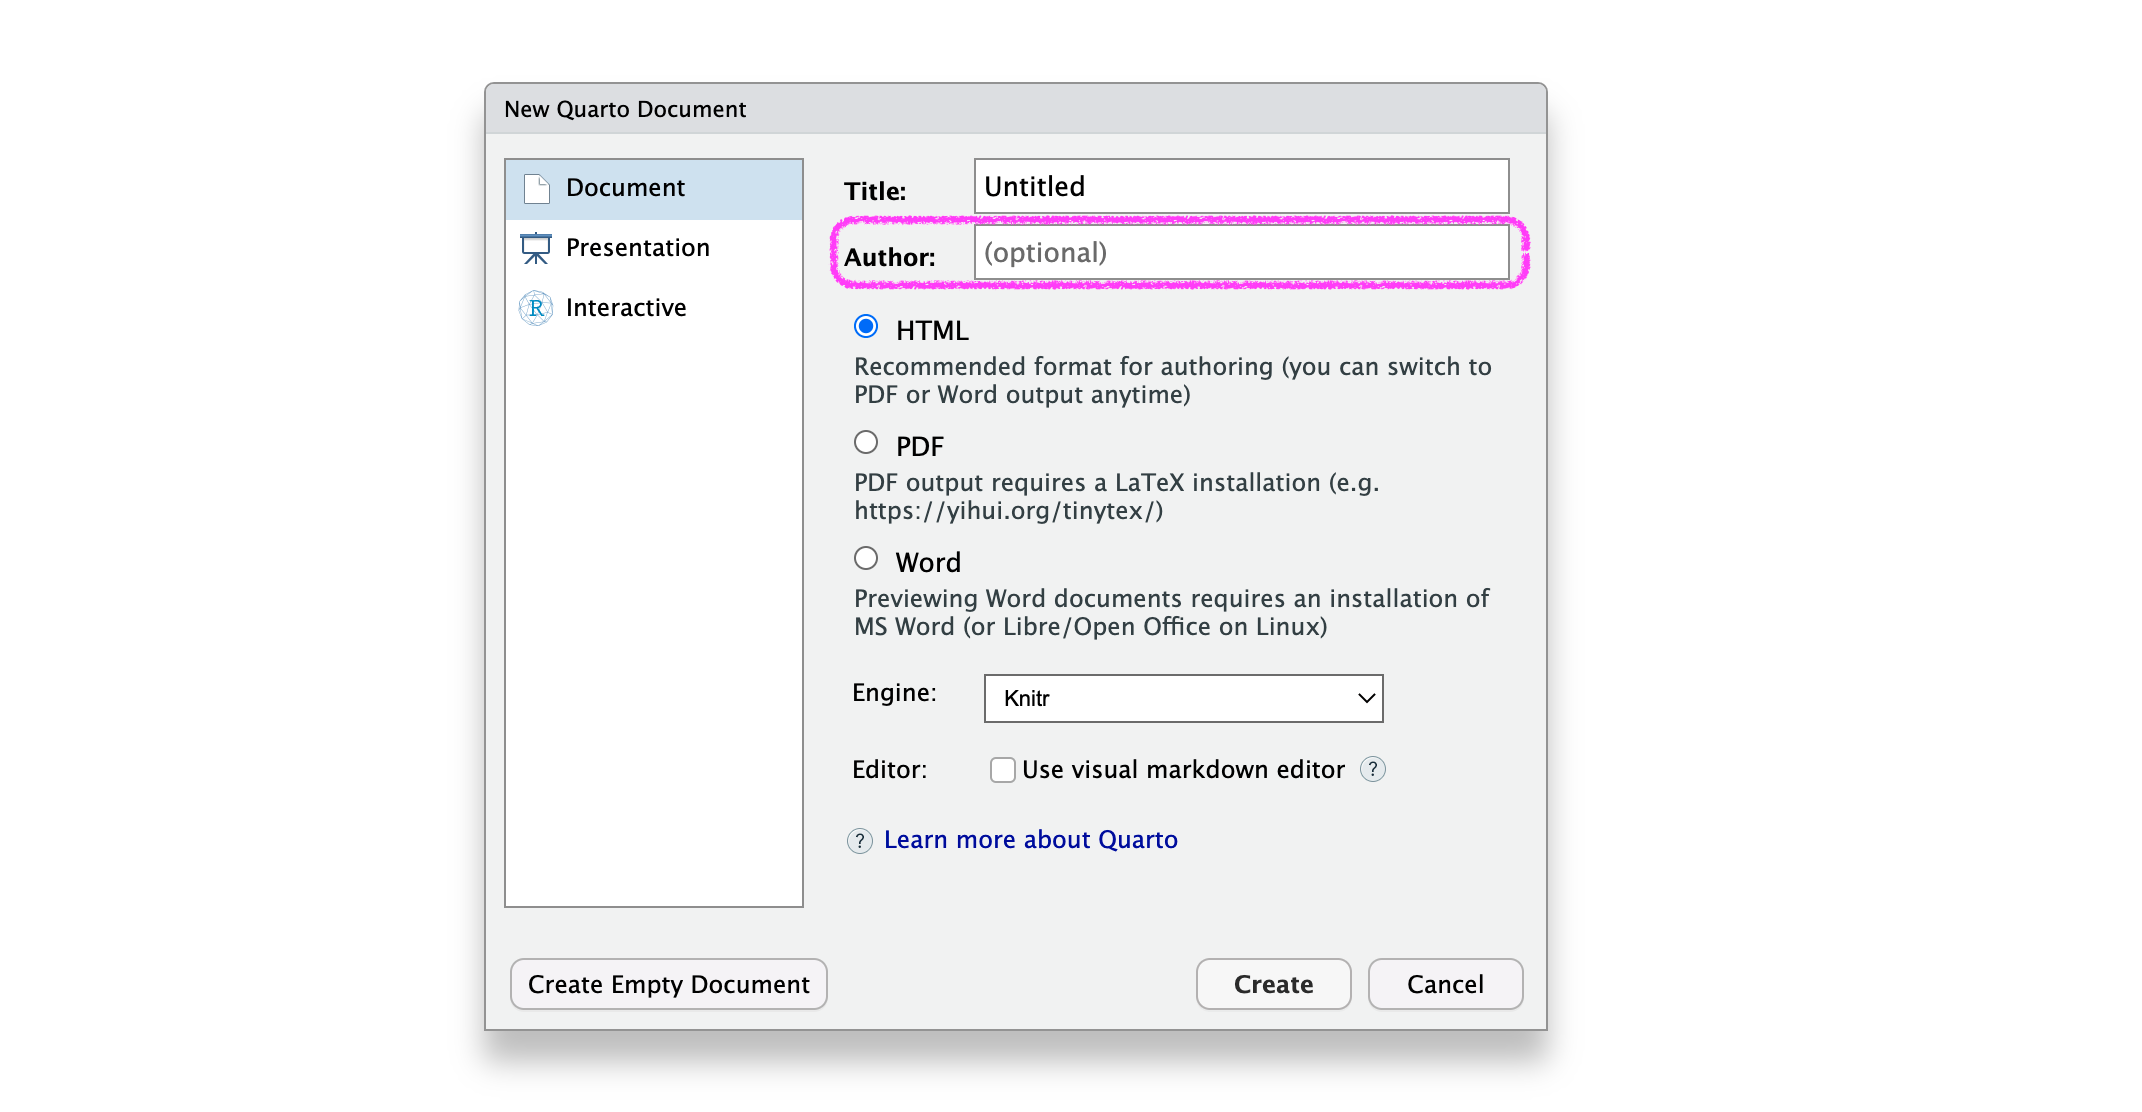 New Quarto Document
Document
Presentation
Interactive
Title:
Untitled
Author:
(optional)
HTML
Recommended format for authoring (you can switch to
PDF or Word output anytime)
PDF
PDF output requires a LaTeX installation (e.g.
https://yihui.org/tinytex/)
Word
Previewing Word documents requires an installation of
MS Word (or Libre/Open Office on Linux)
Engine:
Knitr
Editor:
Use visual markdown editor ?
? Learn more about Quarto
Create Empty Document
Create
Cancel